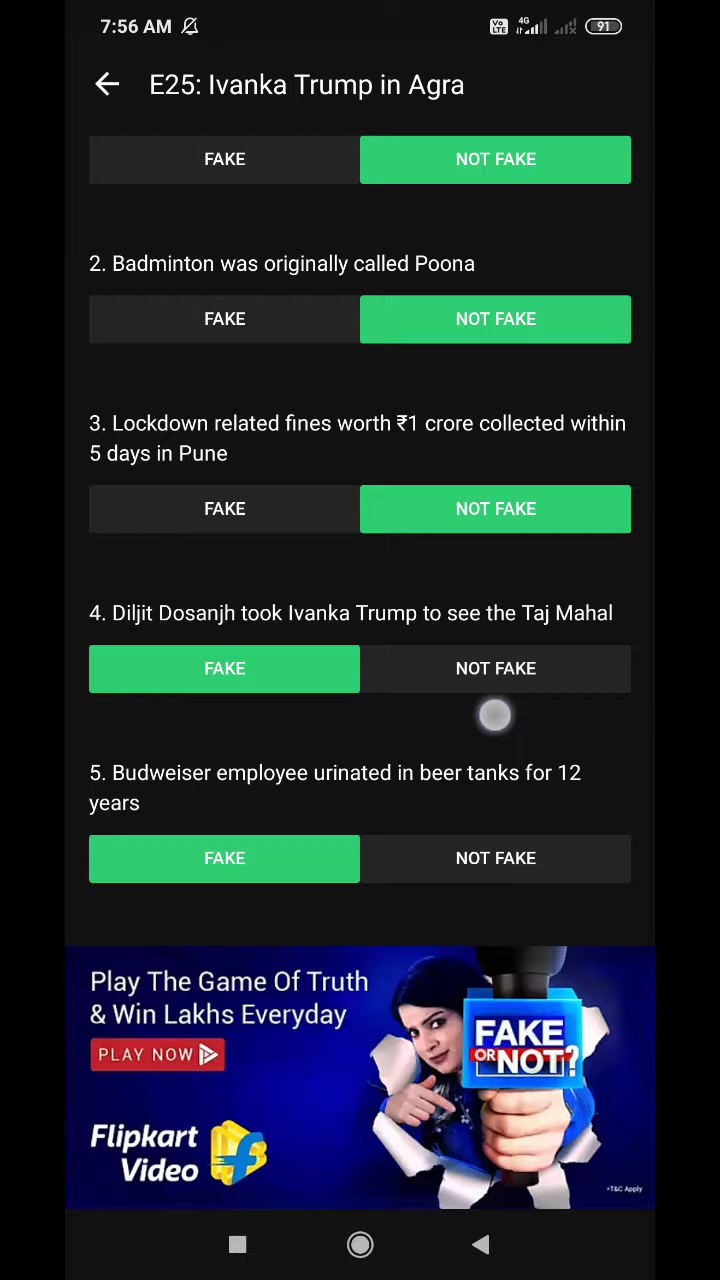 7:56 AM
Vo LTE 4G 91
E25: Ivanka Trump in Agra
FAKE NOT FAKE
2. Badminton was originally called Poona
FAKE NOT FAKE
3. Lockdown related fines worth ₹1 crore collected within
5 days in Pune
FAKE NOT FAKE
4. Diljit Dosanjh took Ivanka Trump to see the Taj Mahal
FAKE NOT FAKE
5. Budweiser employee urinated in beer tanks for 12
years
FAKE NOT FAKE
Play The Game Of Truth
& Win Lakhs Everyday
PLAY NOW
FAKE
OR NOT?
Flipkart
Video
*T&C Apply